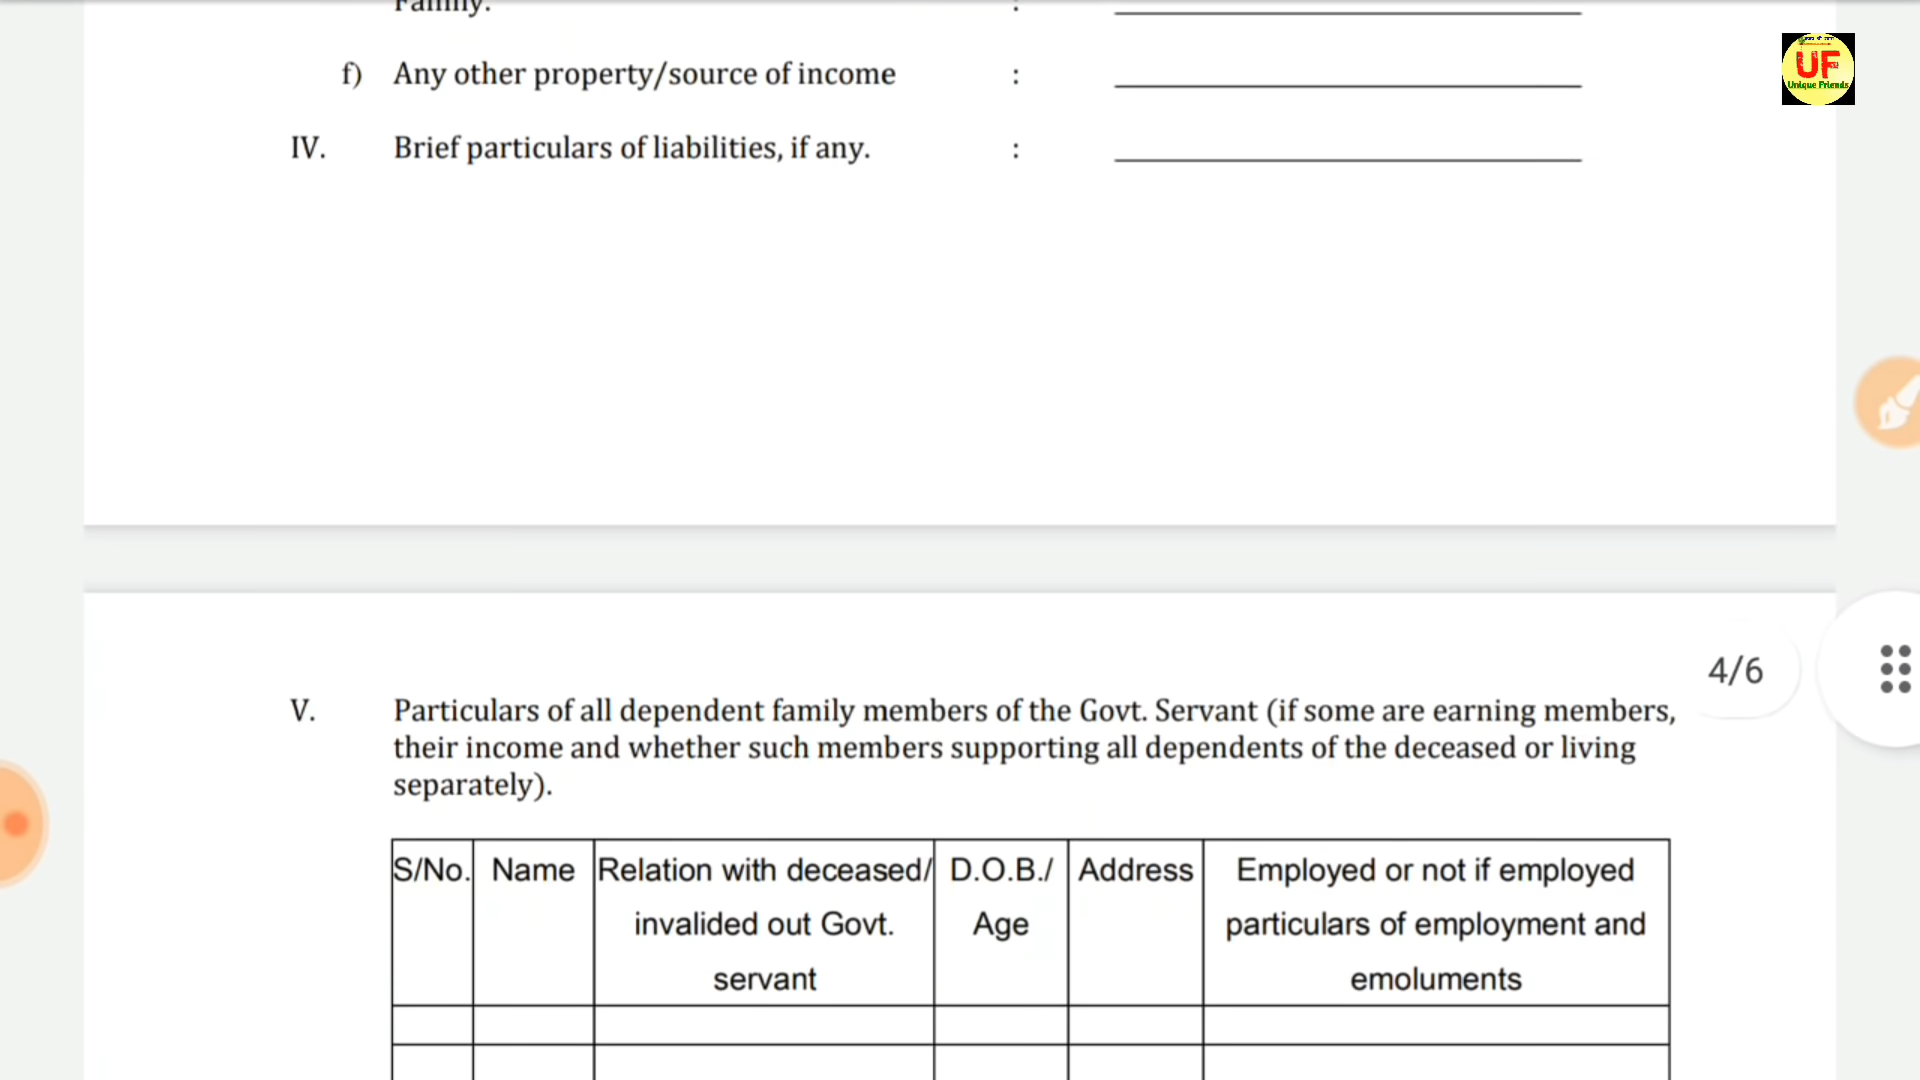 Family. :
f) Any other property/source of income :
IV. Brief particulars of liabilities, if any. :
UF
Unique Friends
4/6
V. Particulars of all dependent family members of the Govt. Servant (if some are earning members,
their income and whether such members supporting all dependents of the deceased or living
separately).
S/No. Name Relation with deceased/ D.O.B./ Address Employed or not if employed
invalided out Govt. Age particulars of employment and
servant emoluments